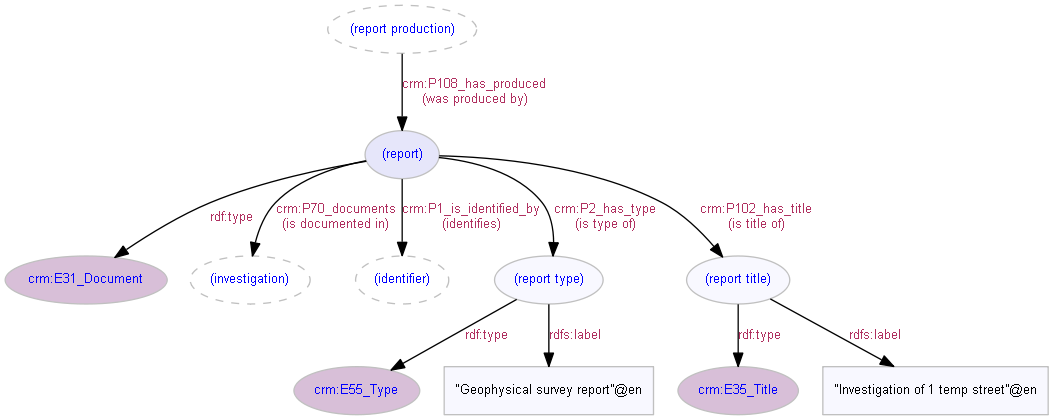 (report production)
crm:P108_has_produced
(was produced by)
(report)
rdf:type
crm:P70_documents
(is documented in)
crm:P1_is_identified_by
(identifies)
crm:P2_has_type
(is type of)
crm:P102_has_title
(is title of)
crm:E31_Document
(investigation)
(identifier)
(report type)
(report title)
rdf:type
rdfs:label
rdf:type
rdfs:label
crm:E55_Type
"Geophysical survey report"@en
crm:E35_Title
"Investigation of 1 temp street"@en